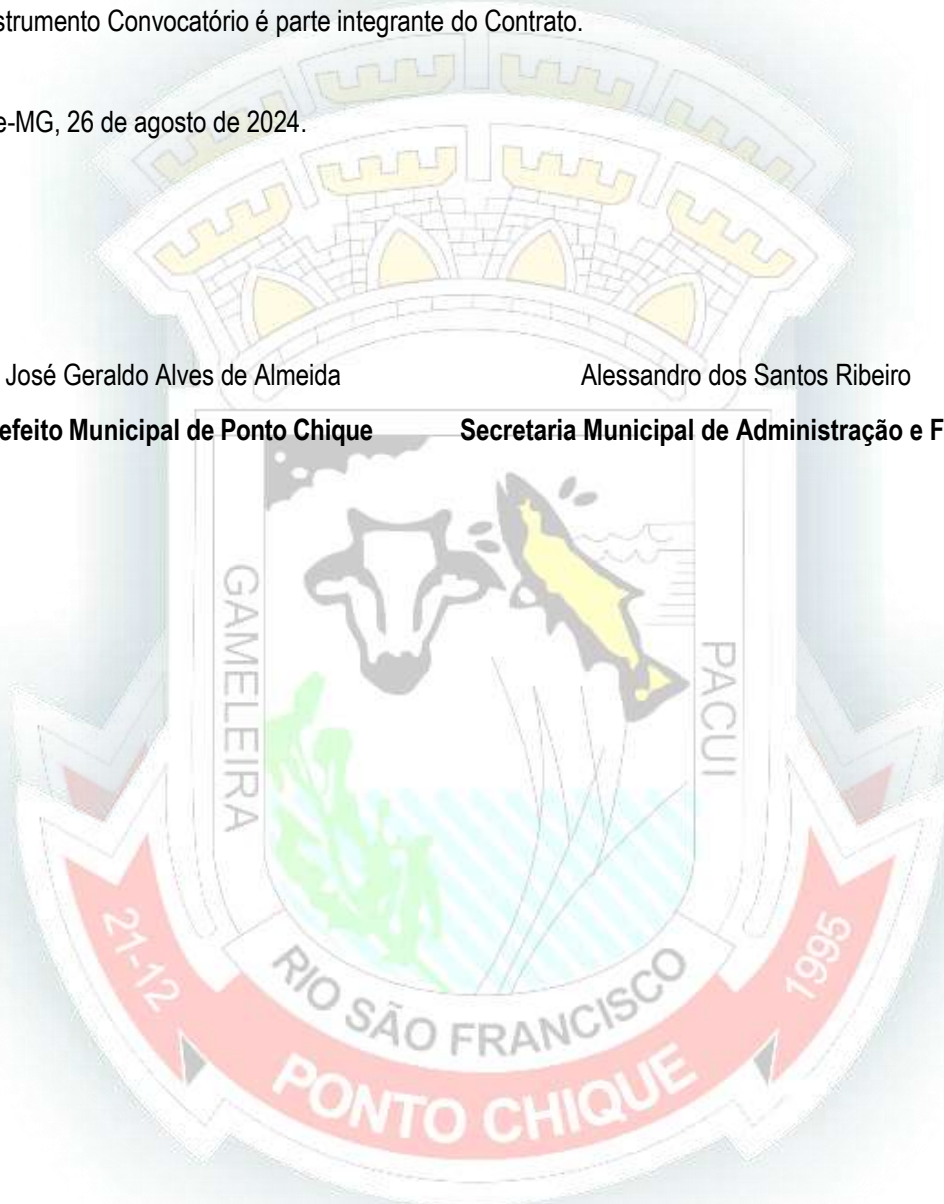 strumento Convocatório é parte integrante do Contrato.
e-MG, 26 de agosto de 2024.
José Geraldo Alves de Almeida Alessandro dos Santos Ribeiro
efeito Municipal de Ponto Chique Secretaria Municipal de Administração e F
GAMELEIRA
PACUI
21-12
1995
RIO SÃO FRANCISCO
PONTO CHIQUE